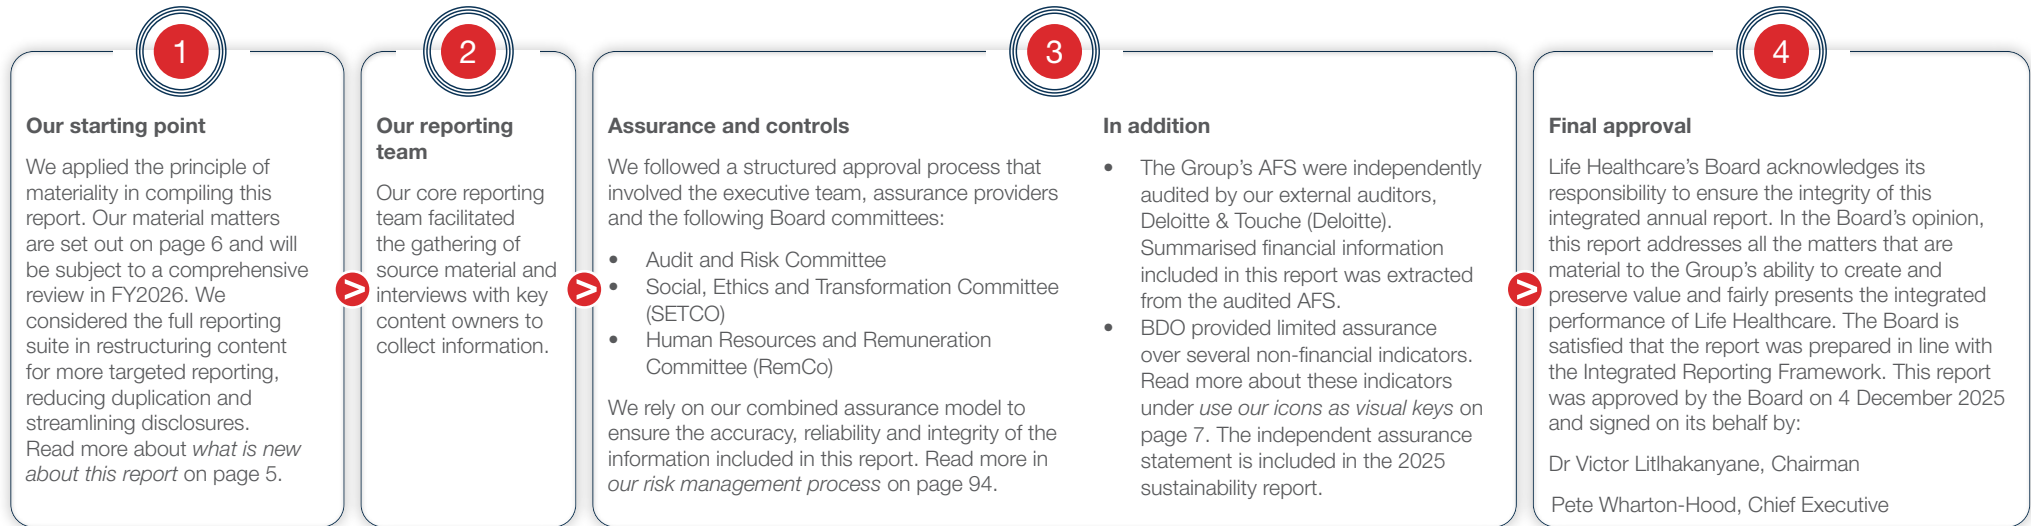 1
Our starting point
We applied the principle of
materiality in compiling this
report. Our material matters
are set out on page 6 and will
be subject to a comprehensive
review in FY2026. We
considered the full reporting
suite in restructuring content
for more targeted reporting,
reducing duplication and
streamlining disclosures.
Read more about what is new
about this report on page 5.
>
2
Our reporting
team
Our core reporting
team facilitated
the gathering of
source material and
interviews with key
content owners to
collect information.
>
3
Assurance and controls
We followed a structured approval process that
involved the executive team, assurance providers
and the following Board committees:
• Audit and Risk Committee
• Social, Ethics and Transformation Committee
(SETCO)
• Human Resources and Remuneration
Committee (RemCo)
We rely on our combined assurance model to
ensure the accuracy, reliability and integrity of the
information included in this report. Read more in
our risk management process on page 94.
In addition
• The Group's AFS were independently
audited by our external auditors,
Deloitte & Touche (Deloitte).
Summarised financial information
included in this report was extracted
from the audited AFS.
• BDO provided limited assurance
over several non-financial indicators.
Read more about these indicators
under use our icons as visual keys on
page 7. The independent assurance
statement is included in the 2025
sustainability report.
>
4
Final approval
Life Healthcare's Board acknowledges its
responsibility to ensure the integrity of this
integrated annual report. In the Board's opinion,
this report addresses all the matters that are
material to the Group's ability to create and
preserve value and fairly presents the integrated
performance of Life Healthcare. The Board is
satisfied that the report was prepared in line with
the Integrated Reporting Framework. This report
was approved by the Board on 4 December 2025
and signed on its behalf by:
Dr Victor Litlhakanyane, Chairman
Pete Wharton-Hood, Chief Executive